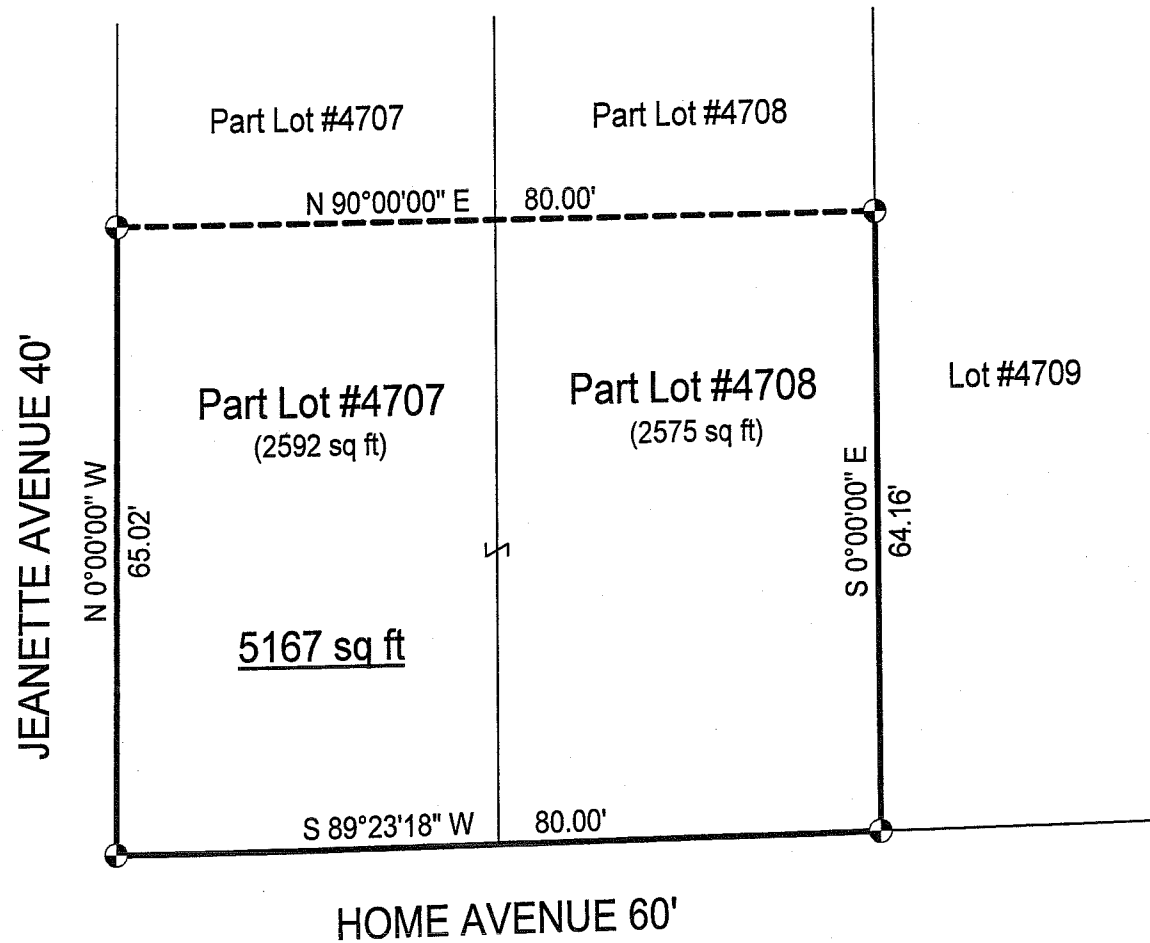 Part Lot #4707
Part Lot #4708
N 90°00'00" E
80.00'
JEANETTE AVENUE 40'
N 0°00'00" W
65.02'
Part Lot #4707
(2592 sq ft)
5167 sq ft
Part Lot #4708
(2575 sq ft)
S 0°00'00" E
64.16'
Lot #4709
S 89°23'18" W
80.00'
HOME AVENUE 60'